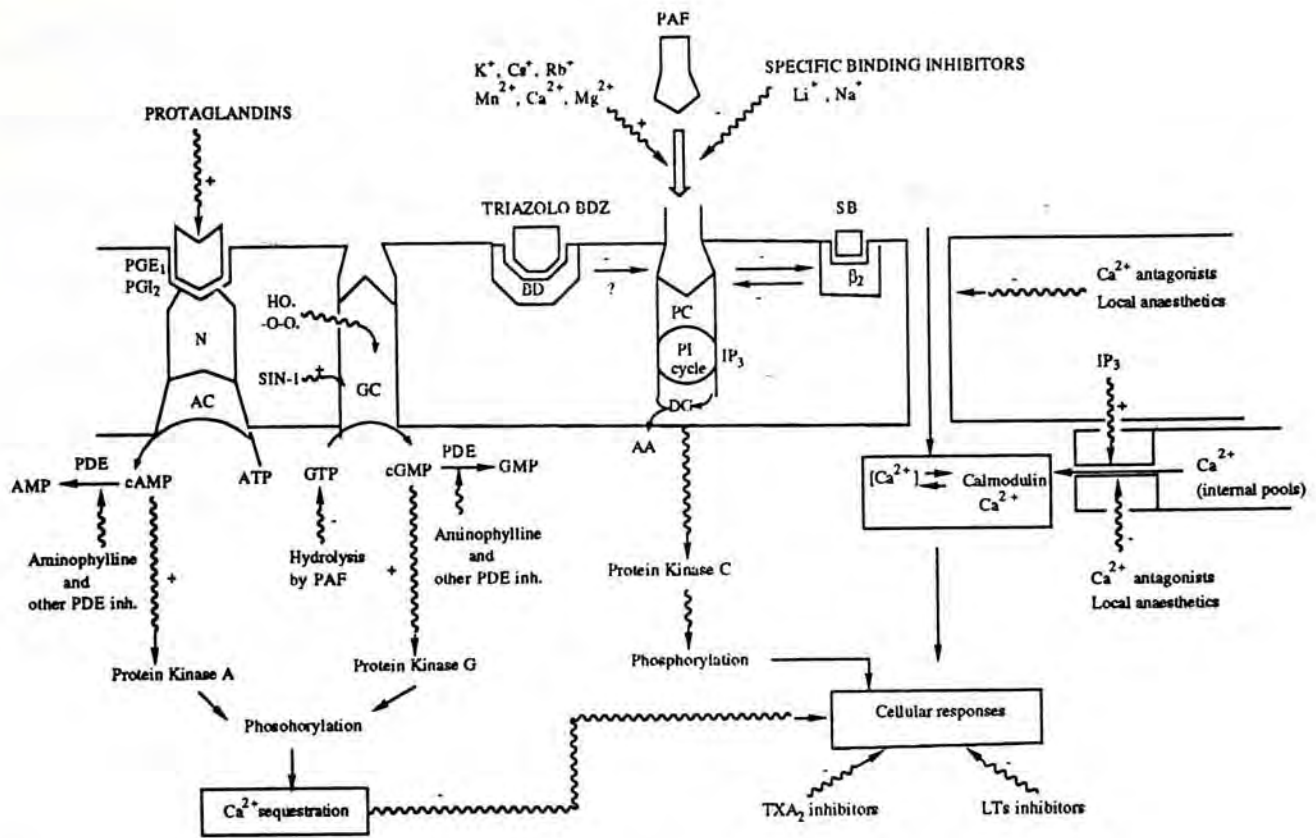 PAF
K⁺, Cs⁺, Rb⁺
Mn²⁺, Ca²⁺, Mg²⁺
SPECIFIC BINDING INHIBITORS
Li⁺ , Na⁺
PROTAGLANDINS
+
+
-
TRIAZOLO BDZ
SB
PGE₁
PGI₂
BD
-
?
β₂
Ca²⁺ antagonists
Local anaesthetics
HO.
-O-O.
N
PC
PI
cycle
IP₃
IP₃
SIN-1
+
GC
AC
DG
+
AA
PDE
cAMP
AMP
ATP
GTP
cGMP
PDE
GMP
[Ca²⁺]
Calmodulin
Ca²⁺
Ca²⁺
(internal pools)
Aminophylline
and
other PDE inh.
+
-
Hydrolysis
by PAF
+
Aminophylline
and
other PDE inh.
Protein Kinase C
-
Ca²⁺ antagonists
Local anaesthetics
Protein Kinase A
Protein Kinase G
Phosphorylation
Phosohorylation
Cellular responses
Ca²⁺sequestration
-
TXA₂ inhibitors
LTs inhibitors